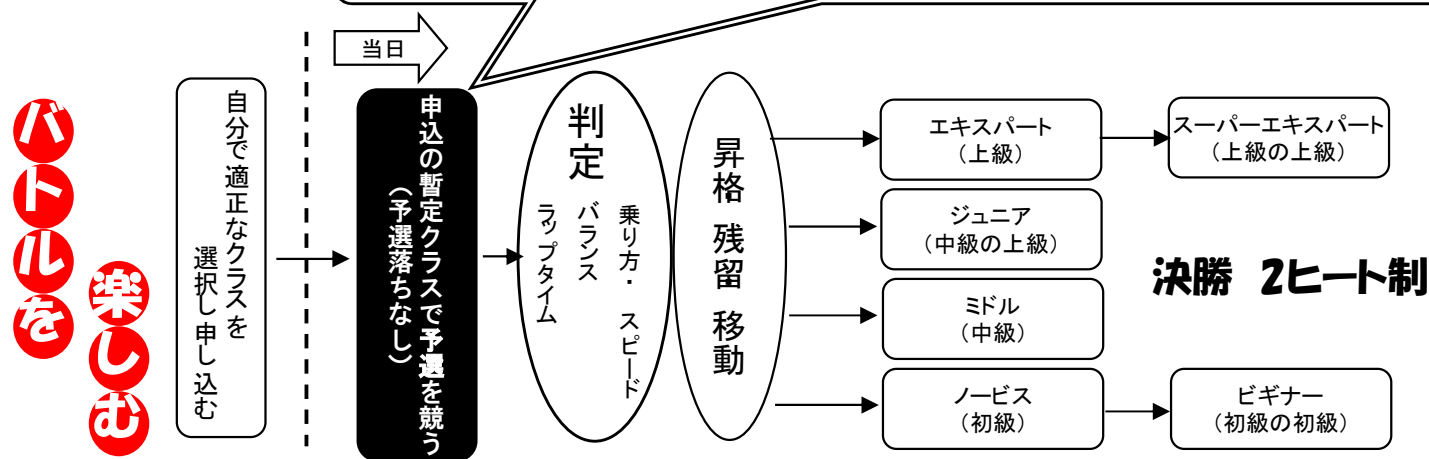 バトルを
楽しむ
自分で適正なクラスを
選択し申し込む
当日
申込の暫定クラスで予選を競う
（予選落ちなし）
判定
乗り方・スピード
バランス
ラップタイム
昇格 残留 移動
エキスパート
（上級）
スーパーエキスパート
（上級の上級）
ジュニア
（中級の上級）
ミドル
（中級）
ノービス
（初級）
ビギナー
（初級の初級）
決勝 2ヒート制